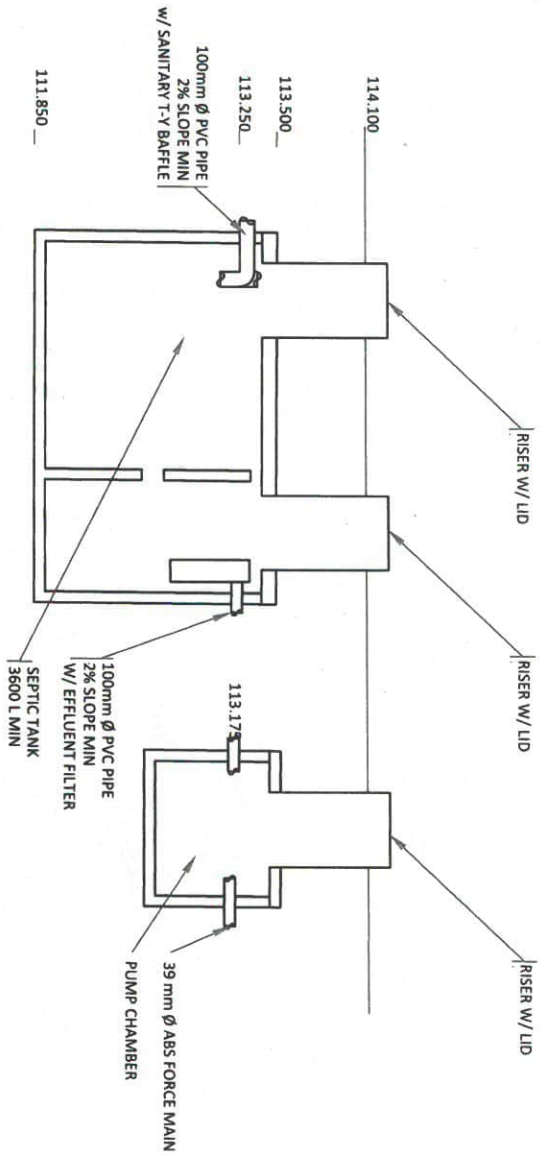 RISER W/ LID
RISER W/ LID
RISER W/ LID
114.100
113.500
113.250
100mm Ø PVC PIPE
2% SLOPE MIN
w/ SANITARY T-Y BAFFLE
111.850
113.175
100mm Ø PVC PIPE
2% SLOPE MIN
W/ EFFLUENT FILTER
SEPTIC TANK
3600 L MIN
39 mm Ø ABS FORCE MAIN
PUMP CHAMBER